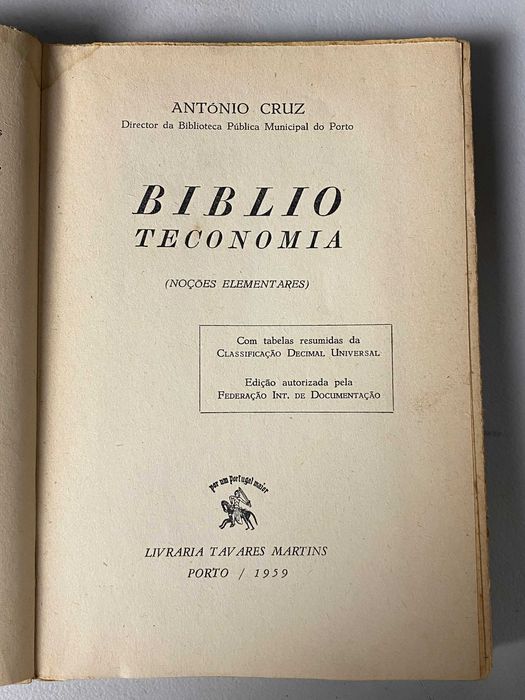 ANTÓNIO CRUZ
Director da Biblioteca Pública Municipal do Porto
BIBLIO
TECONOMIA
(NOÇÕES ELEMENTARES)
Com tabelas resumidas da
CLASSIFICAÇÃO DECIMAL UNIVERSAL
Edição autorizada pela
FEDERAÇÃO INT. DE DOCUMENTAÇÃO
por um portugal maior
LIVRARIA TAVARES MARTINS
PORTO / 1959